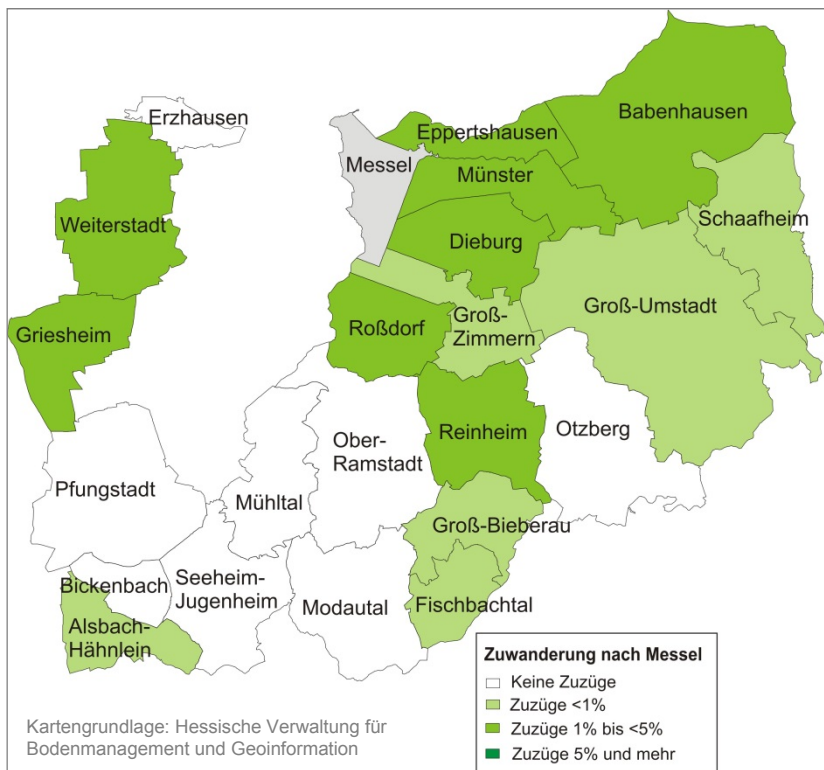 Erzhausen
Babenhausen
Eppertshausen
Messel
Münster
Schaafheim
Weiterstadt
Dieburg
Groß-Umstadt
Griesheim
Roßdorf
Groß-
Zimmern
Otzberg
Reinheim
Ober-
Ramstadt
Pfungstadt
Mühltal
Groß-Bieberau
Bickenbach
Seeheim-
Jugenheim
Modautal
Fischbachtal
Alsbach-
Hähnlein
Zuwanderung nach Messel
Keine Zuzüge
Zuzüge <1%
Zuzüge 1% bis <5%
Zuzüge 5% und mehr
Kartengrundlage: Hessische Verwaltung für
Bodenmanagement und Geoinformation